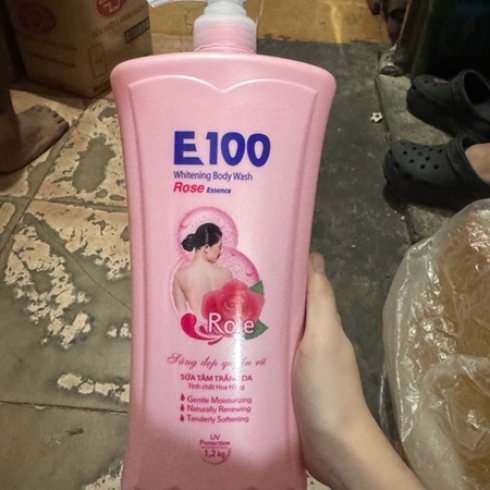 E100
Whitening Body Wash
Rose Essence
Rose
Sáng đẹp quyến rũ
SỮA TẮM TRẮNG DA
Tinh chất Hoa Hồng
Gentle Moisturizing
Naturally Renewing
Tenderly Softening
UV
Protection
1,2 kg